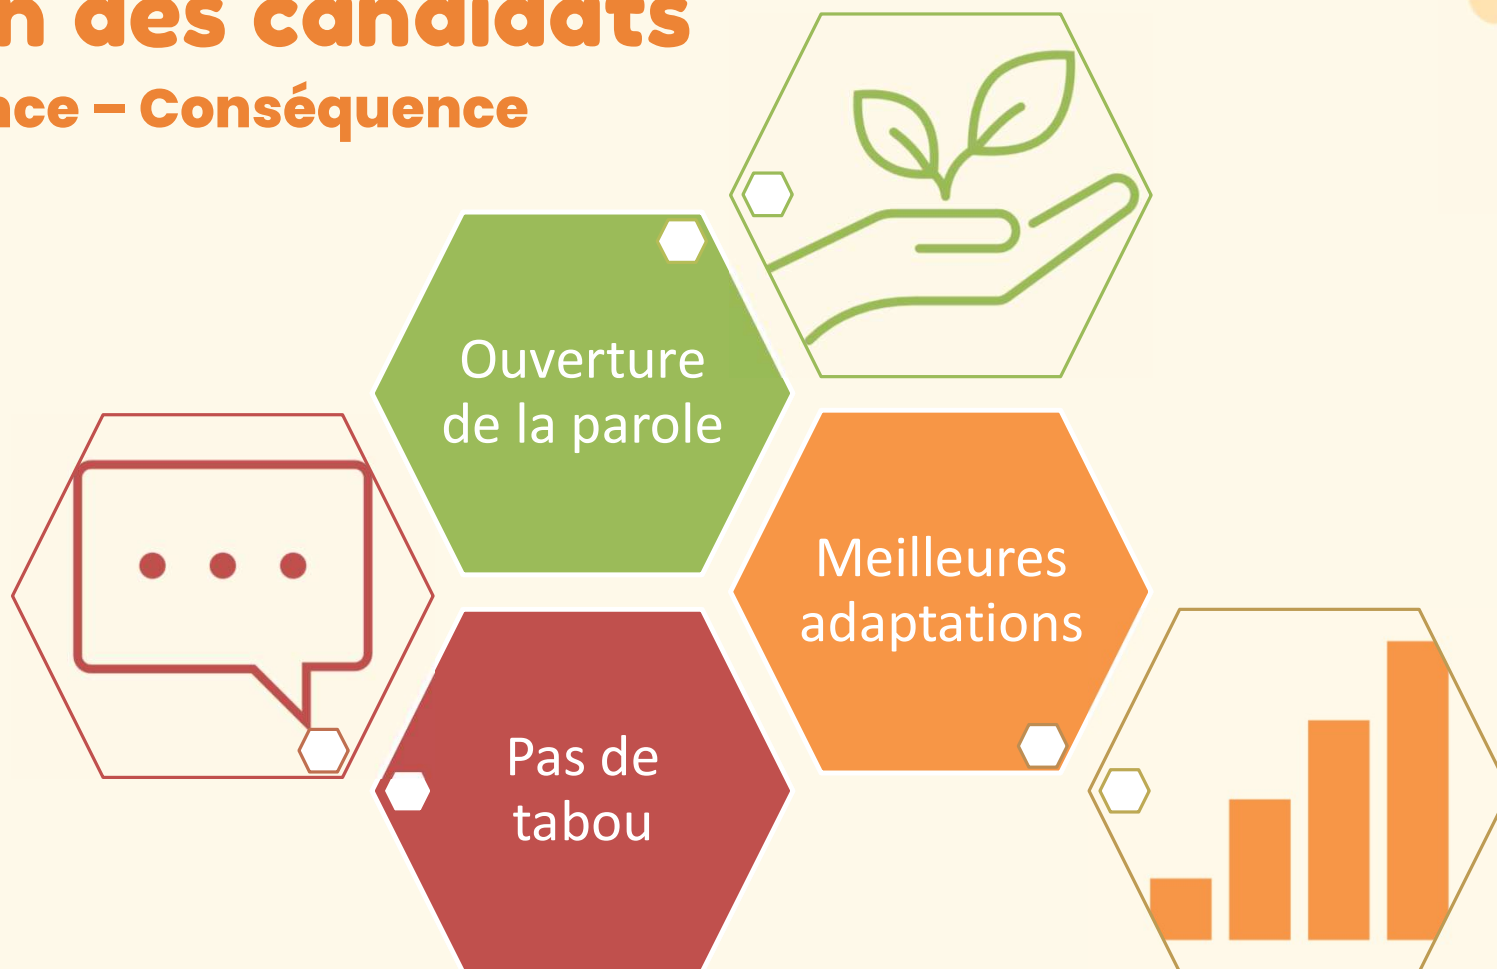 n des candidats
nce – Conséquence
Ouverture
de la parole
Meilleures
adaptations
Pas de
tabou